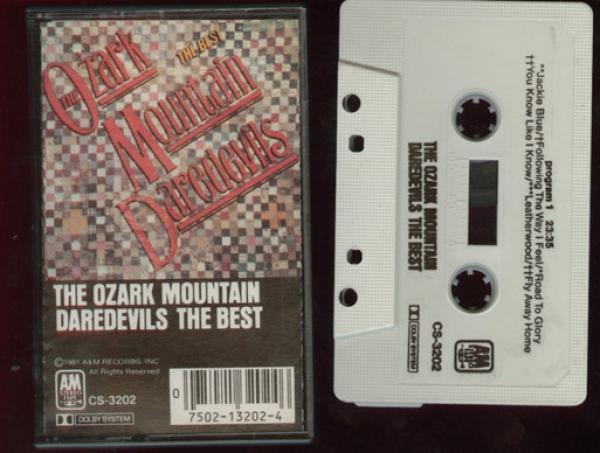 THE BEST
THE Ozark
Mountain
Daredevils
THE OZARK MOUNTAIN
DAREDEVILS THE BEST
©1981 A&M RECORDS, INC
All Rights Reserved
AM
CS-3202
DOLBY SYSTEM
0
7502-13202-4
program 1 23:35
**Jackie Blue/†Following The Way I Feel/*Road To Glory
††You Know Like I Know/***Leatherwood/††Fly Away Home
THE OZARK MOUNTAIN
DAREDEVILS THE BEST
DOLBY SYSTEM
CS-3202
AM